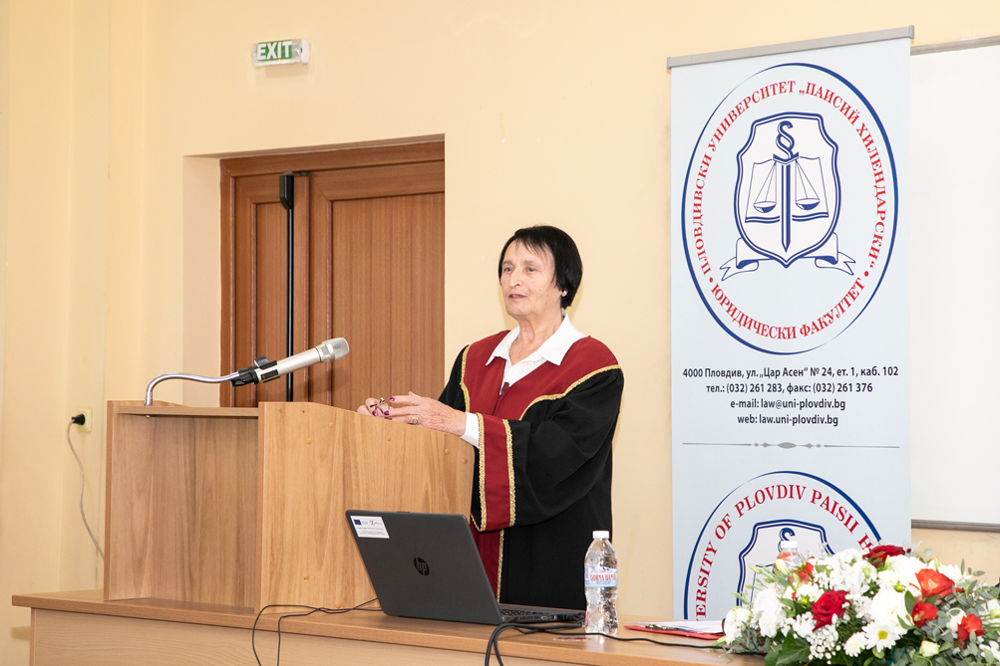 EXIT
ПЛОВДИВСКИ УНИВЕРСИТЕТ „ПАИСИЙ ХИЛЕНДАРСКИ“
• ЮРИДИЧЕСКИ ФАКУЛТЕТ •
§
4000 Пловдив, ул. „Цар Асен“ № 24, ет. 1, каб. 102
тел.: (032) 261 283, факс: (032) 261 376
e-mail: law@uni-plovdiv.bg
web: law.uni-plovdiv.bg
OF PLOVDIV PAISII
hp
GORNA BANIA